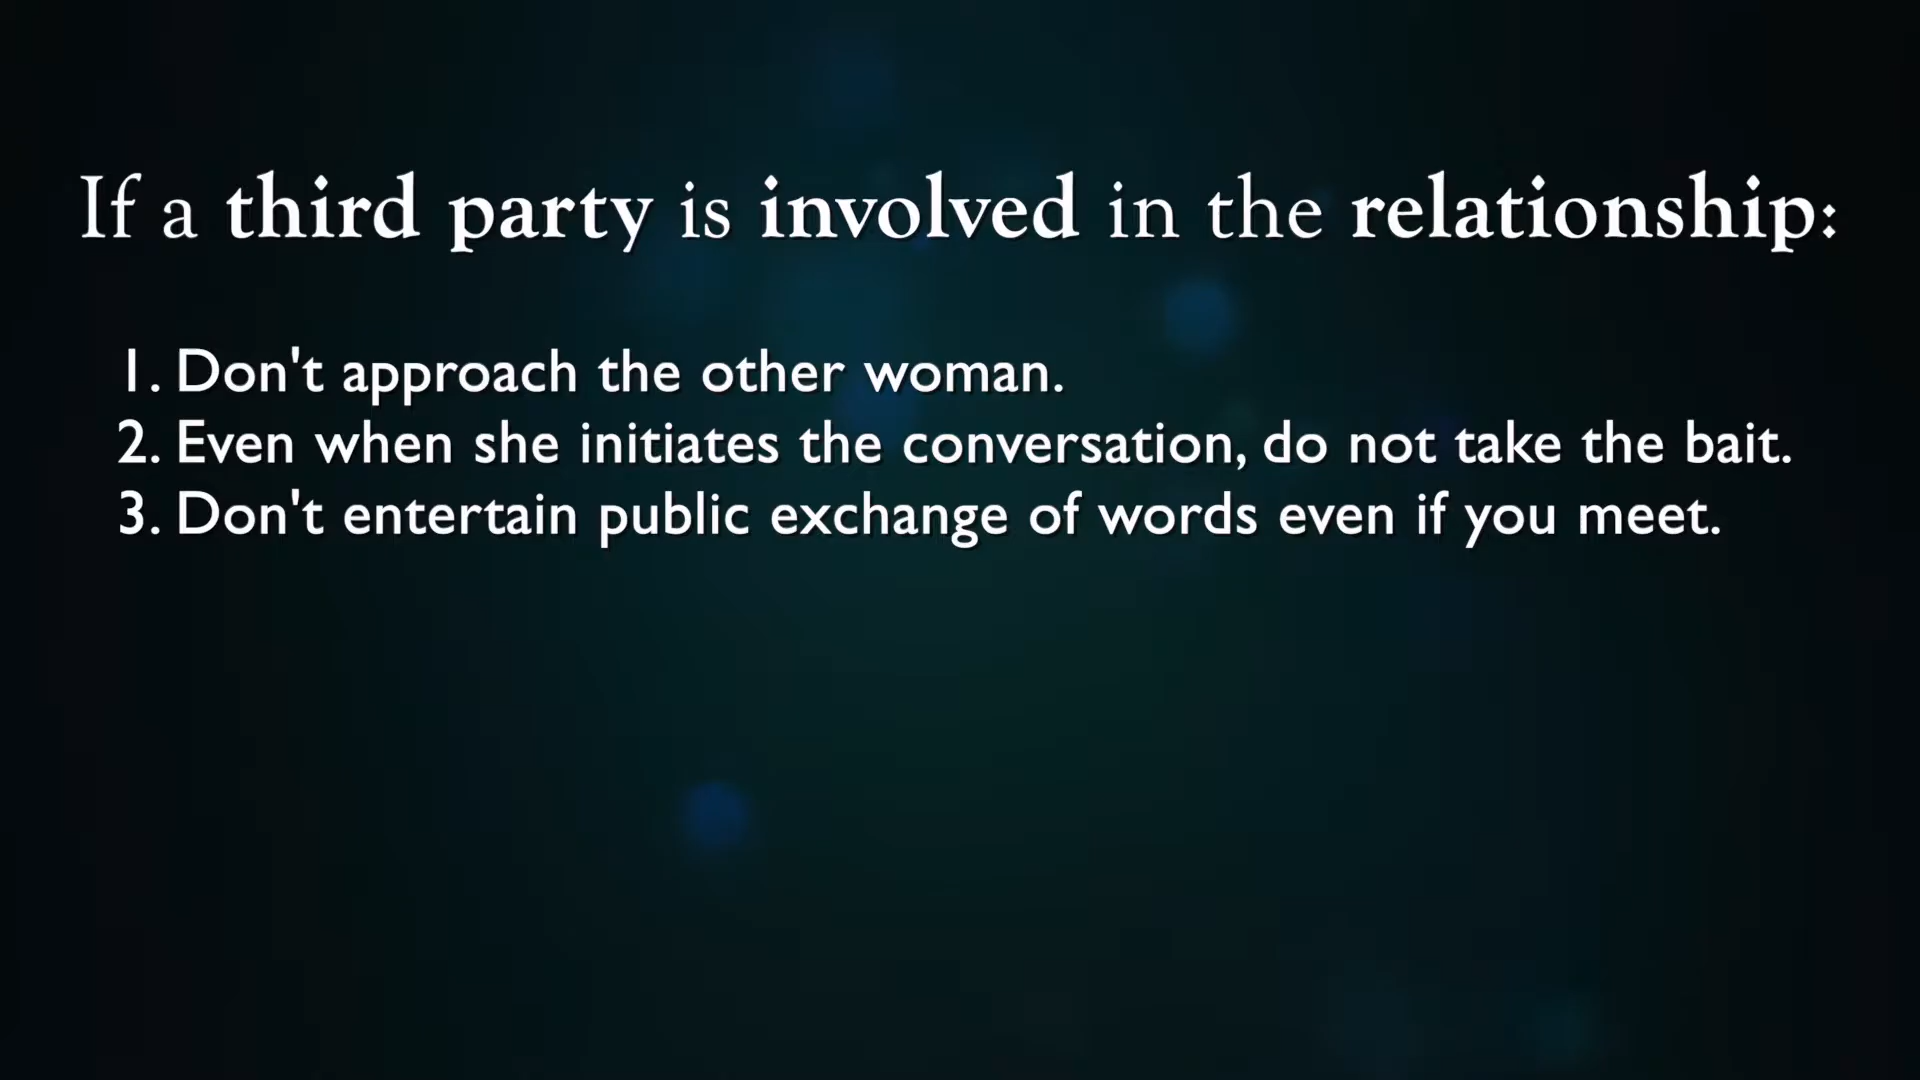 If a third party is involved in the relationship:
1. Don't approach the other woman.
2. Even when she initiates the conversation, do not take the bait.
3. Don't entertain public exchange of words even if you meet.